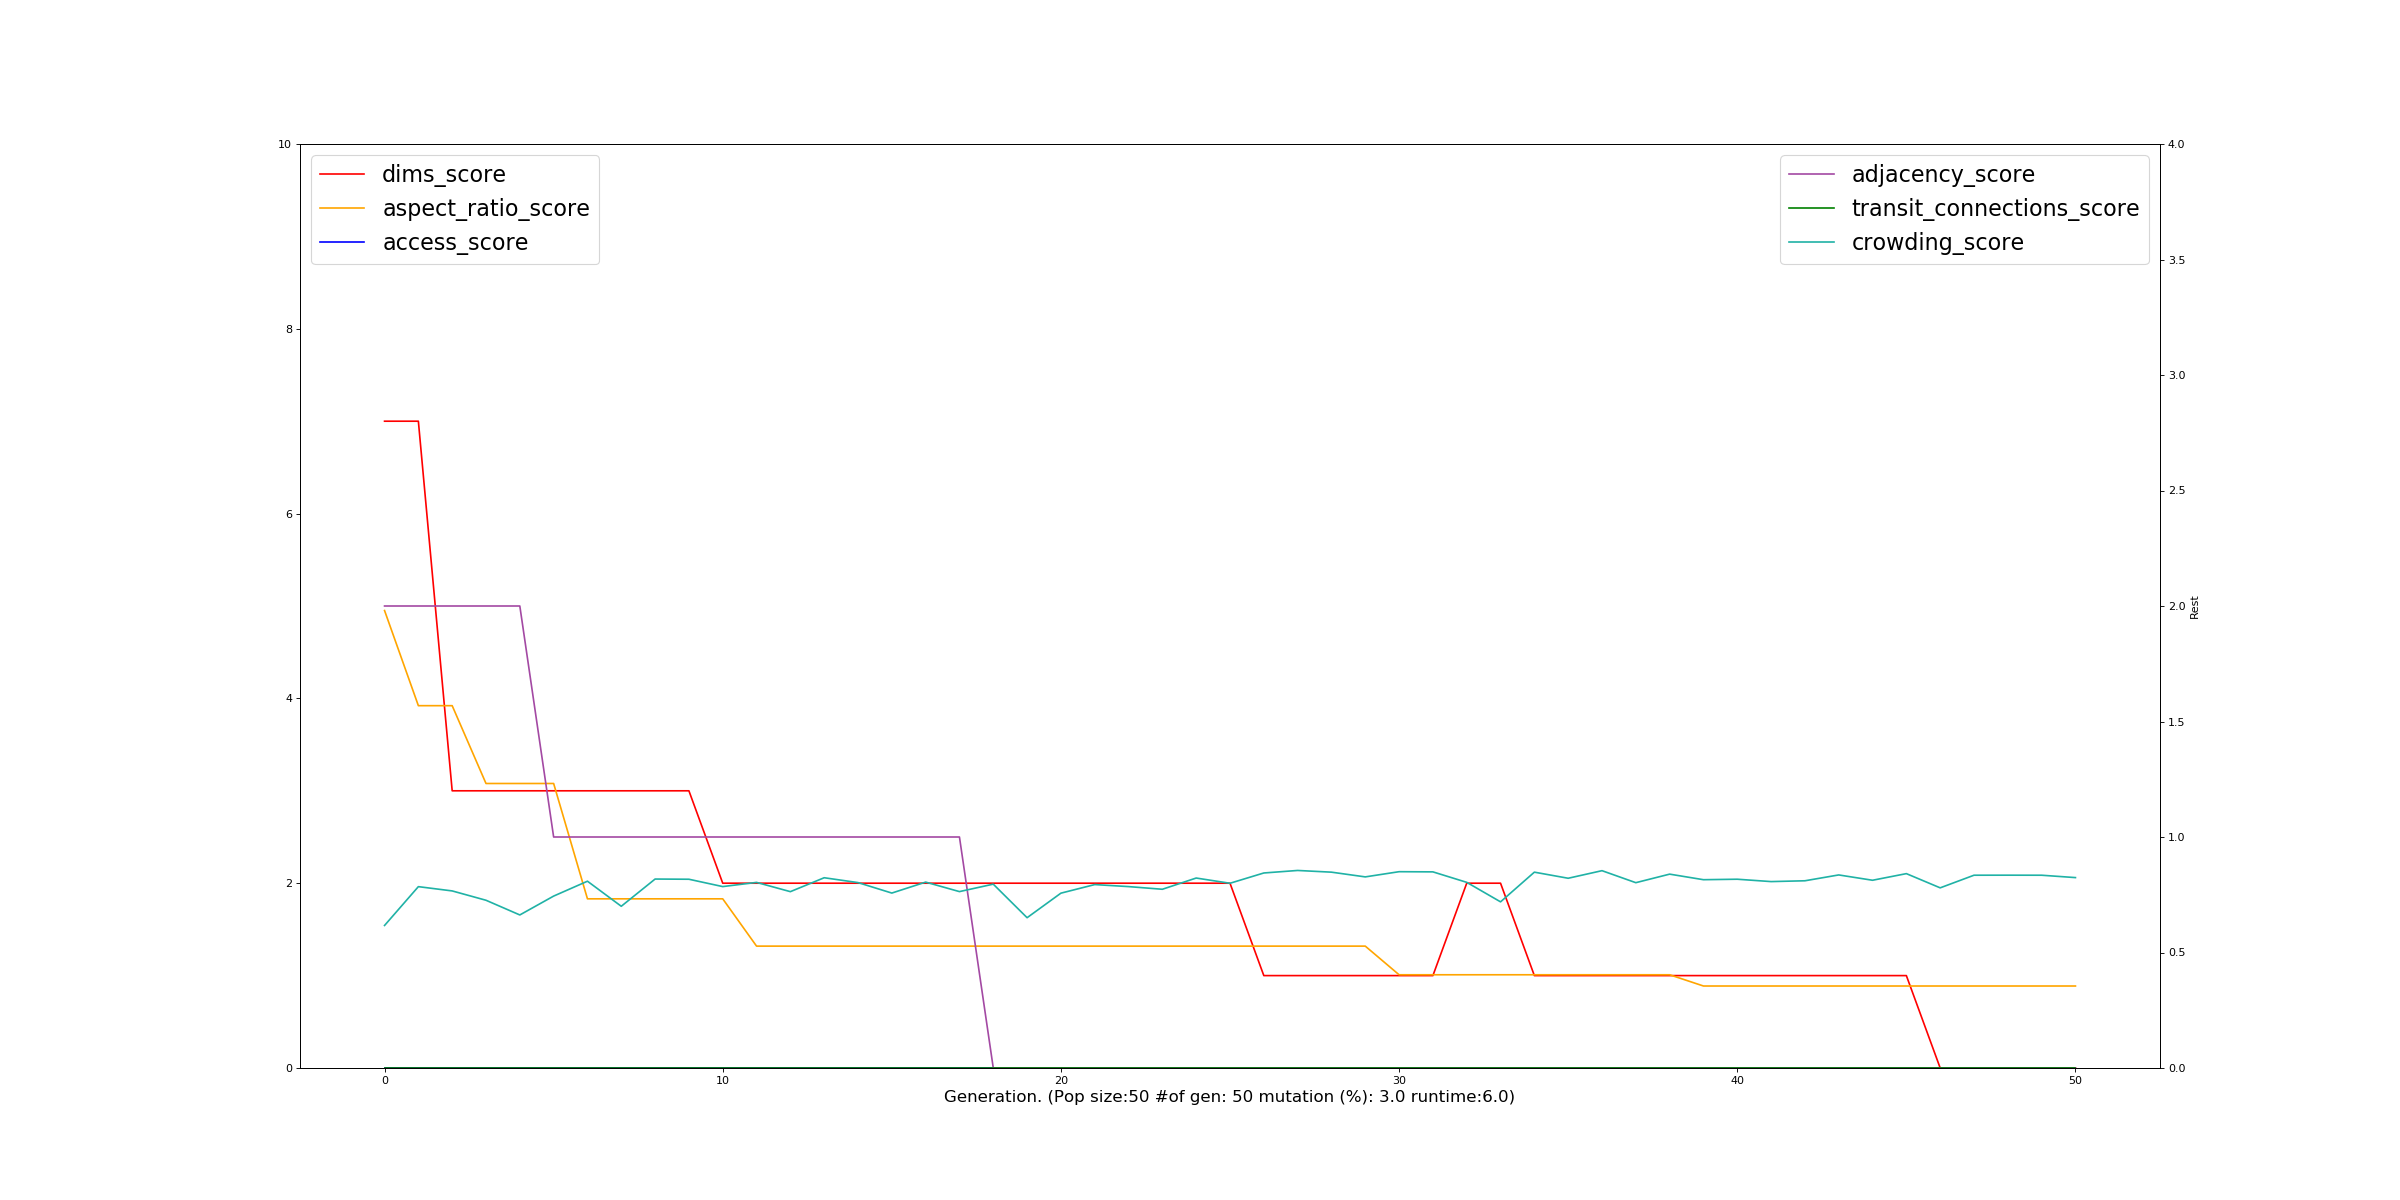 10
8
6
4
2
0
dims_score
aspect_ratio_score
access_score
adjacency_score
transit_connections_score
crowding_score
4.0
3.5
3.0
2.5
2.0
1.5
1.0
0.5
0.0
Rest
0 10 20 30 40 50
Generation. (Pop size:50 #of gen: 50 mutation (%): 3.0 runtime:6.0)